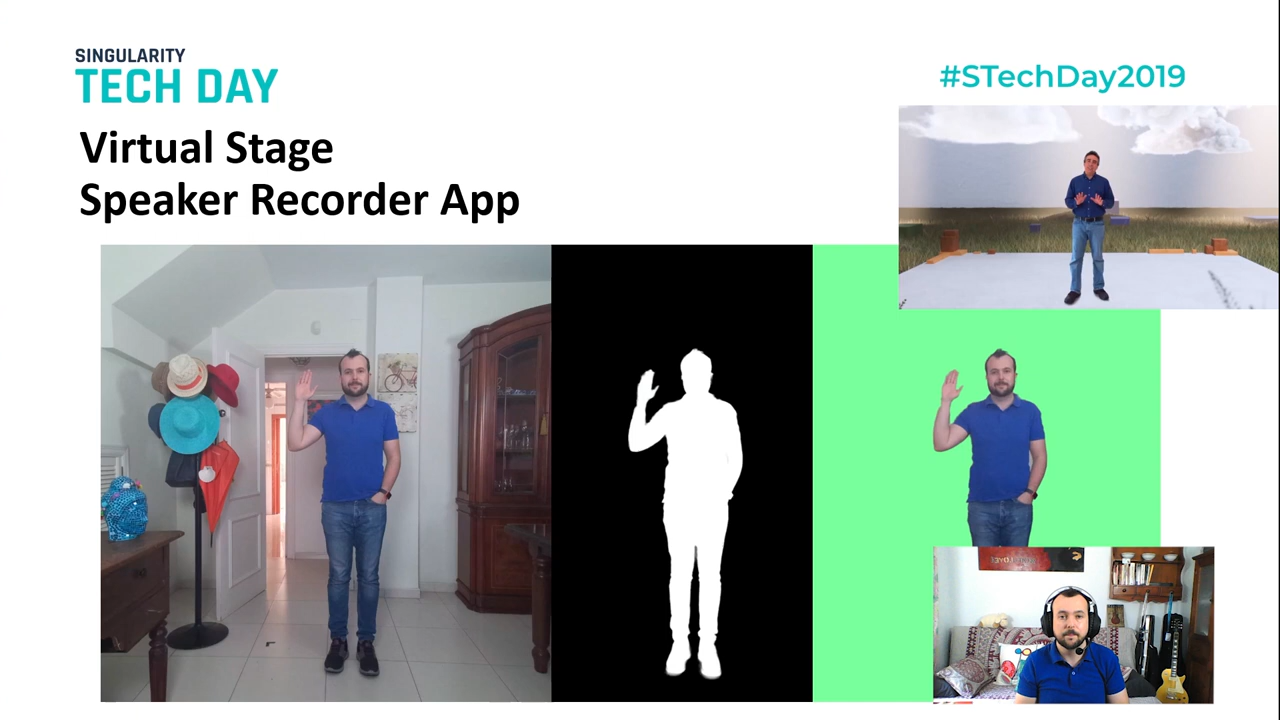 SINGULARITY
TECH DAY
#STechDay2019
Virtual Stage
Speaker Recorder App